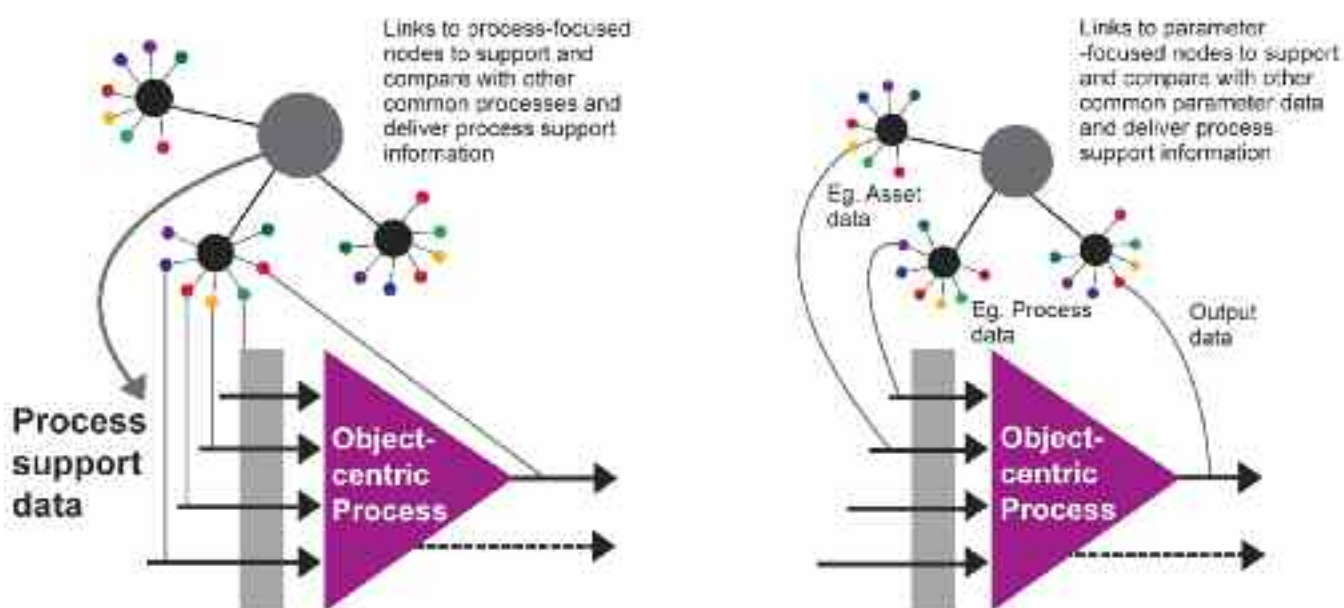 Links to process-focused
nodes to support and
compare with other
common processes and
deliver process support
information
Process
support
data
Object-
centric
Process
Links to parameter
-focused nodes to support
and compare with other
common parameter data
and deliver process
support information
Eg. Asset
data
Eg. Process
data
Output
data
Object-
centric
Process